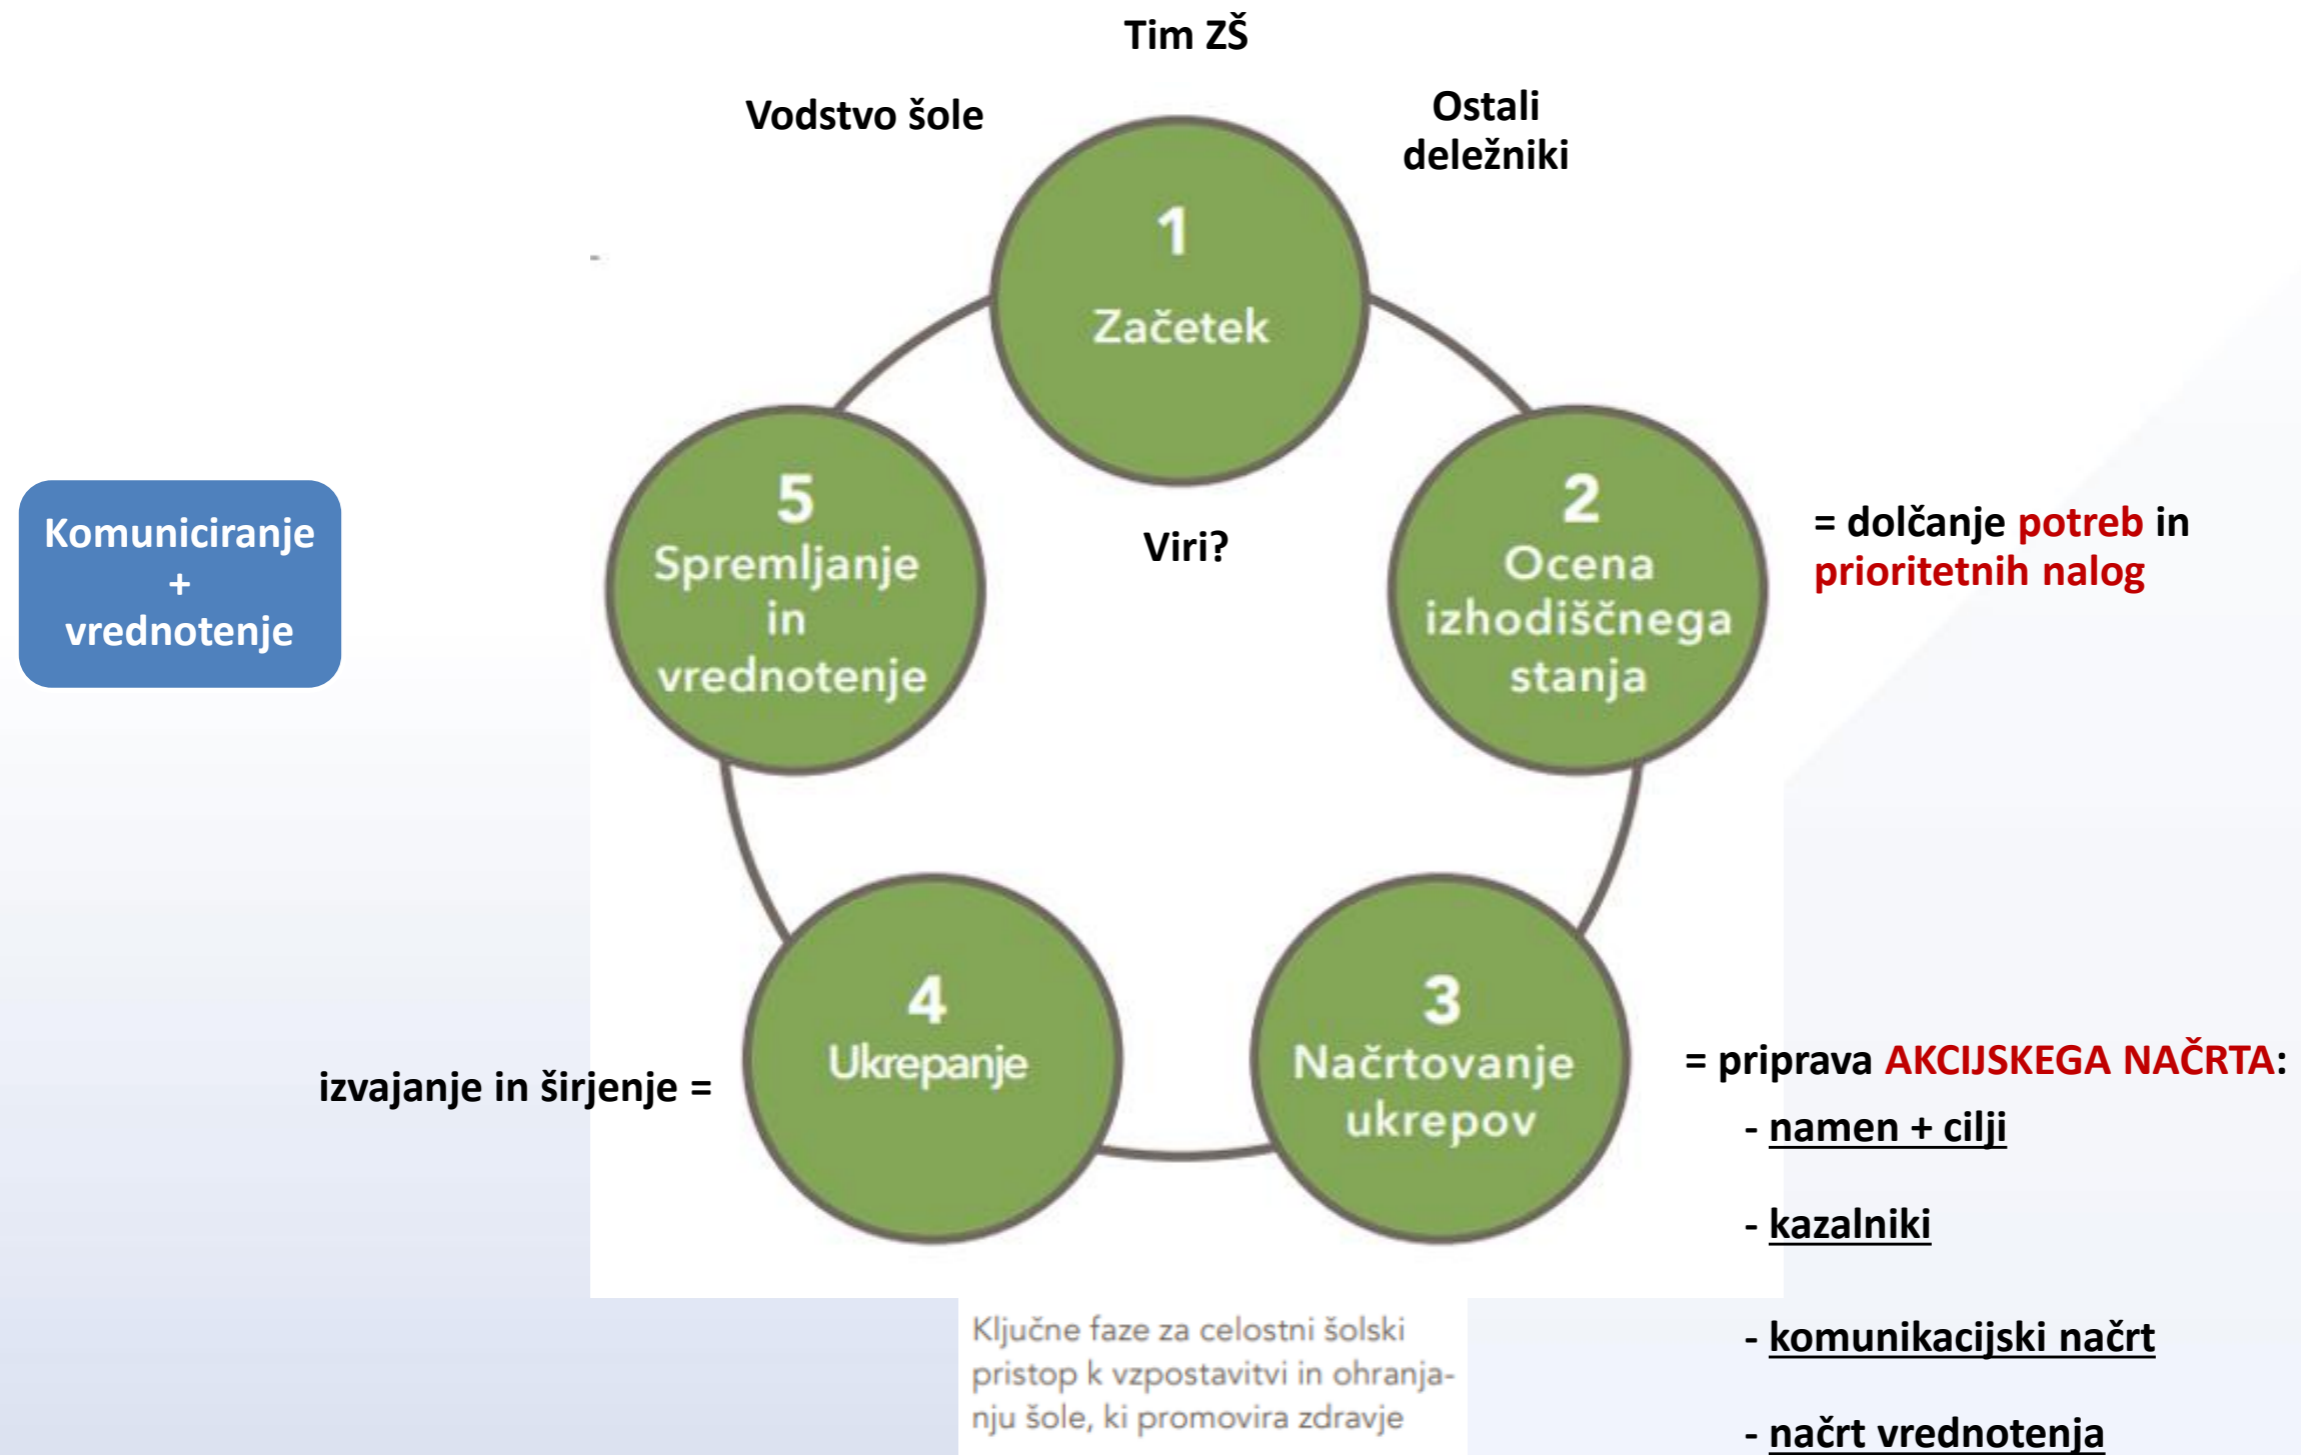 Tim ZŠ
Vodstvo šole
Ostali
deležniki
1
Začetek
5
Spremljanje
in
vrednotenje
Viri?
2
Ocena
izhodiščnega
stanja
= dolčanje potreb in
prioritetnih nalog
Komuniciranje
+
vrednotenje
4
Ukrepanje
izvajanje in širjenje =
3
Načrtovanje
ukrepov
= priprava AKCIJSKEGA NAČRTA:
- namen + cilji
- kazalniki
- komunikacijski načrt
- načrt vrednotenja
Ključne faze za celostni šolski
pristop k vzpostavitvi in ohranja-
nju šole, ki promovira zdravje